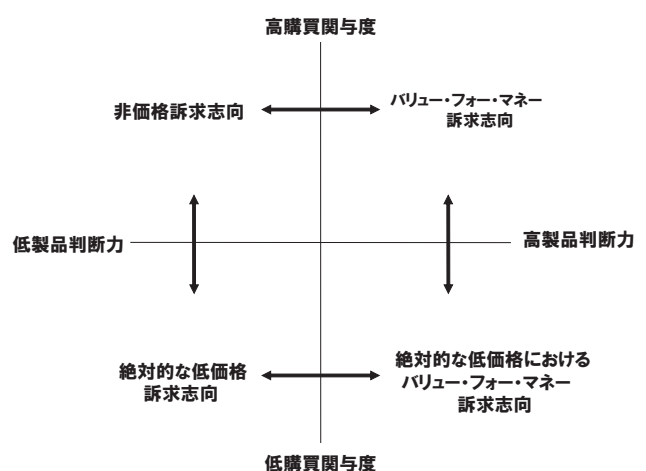 高購買関与度
非価格訴求志向
バリュー・フォー・マネー
訴求志向
低製品判断力
高製品判断力
絶対的な低価格
訴求志向
絶対的な低価格における
バリュー・フォー・マネー
訴求志向
低購買関与度